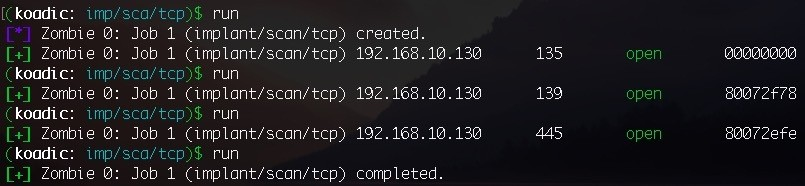 (koadic: imp/sca/tcp)$ run
[*] Zombie 0: Job 1 (implant/scan/tcp) created.
[+] Zombie 0: Job 1 (implant/scan/tcp) 192.168.10.130 135 open 00000000
(koadic: imp/sca/tcp)$ run
[+] Zombie 0: Job 1 (implant/scan/tcp) 192.168.10.130 139 open 80072f78
(koadic: imp/sca/tcp)$ run
[+] Zombie 0: Job 1 (implant/scan/tcp) 192.168.10.130 445 open 80072efe
(koadic: imp/sca/tcp)$ run
[+] Zombie 0: Job 1 (implant/scan/tcp) completed.